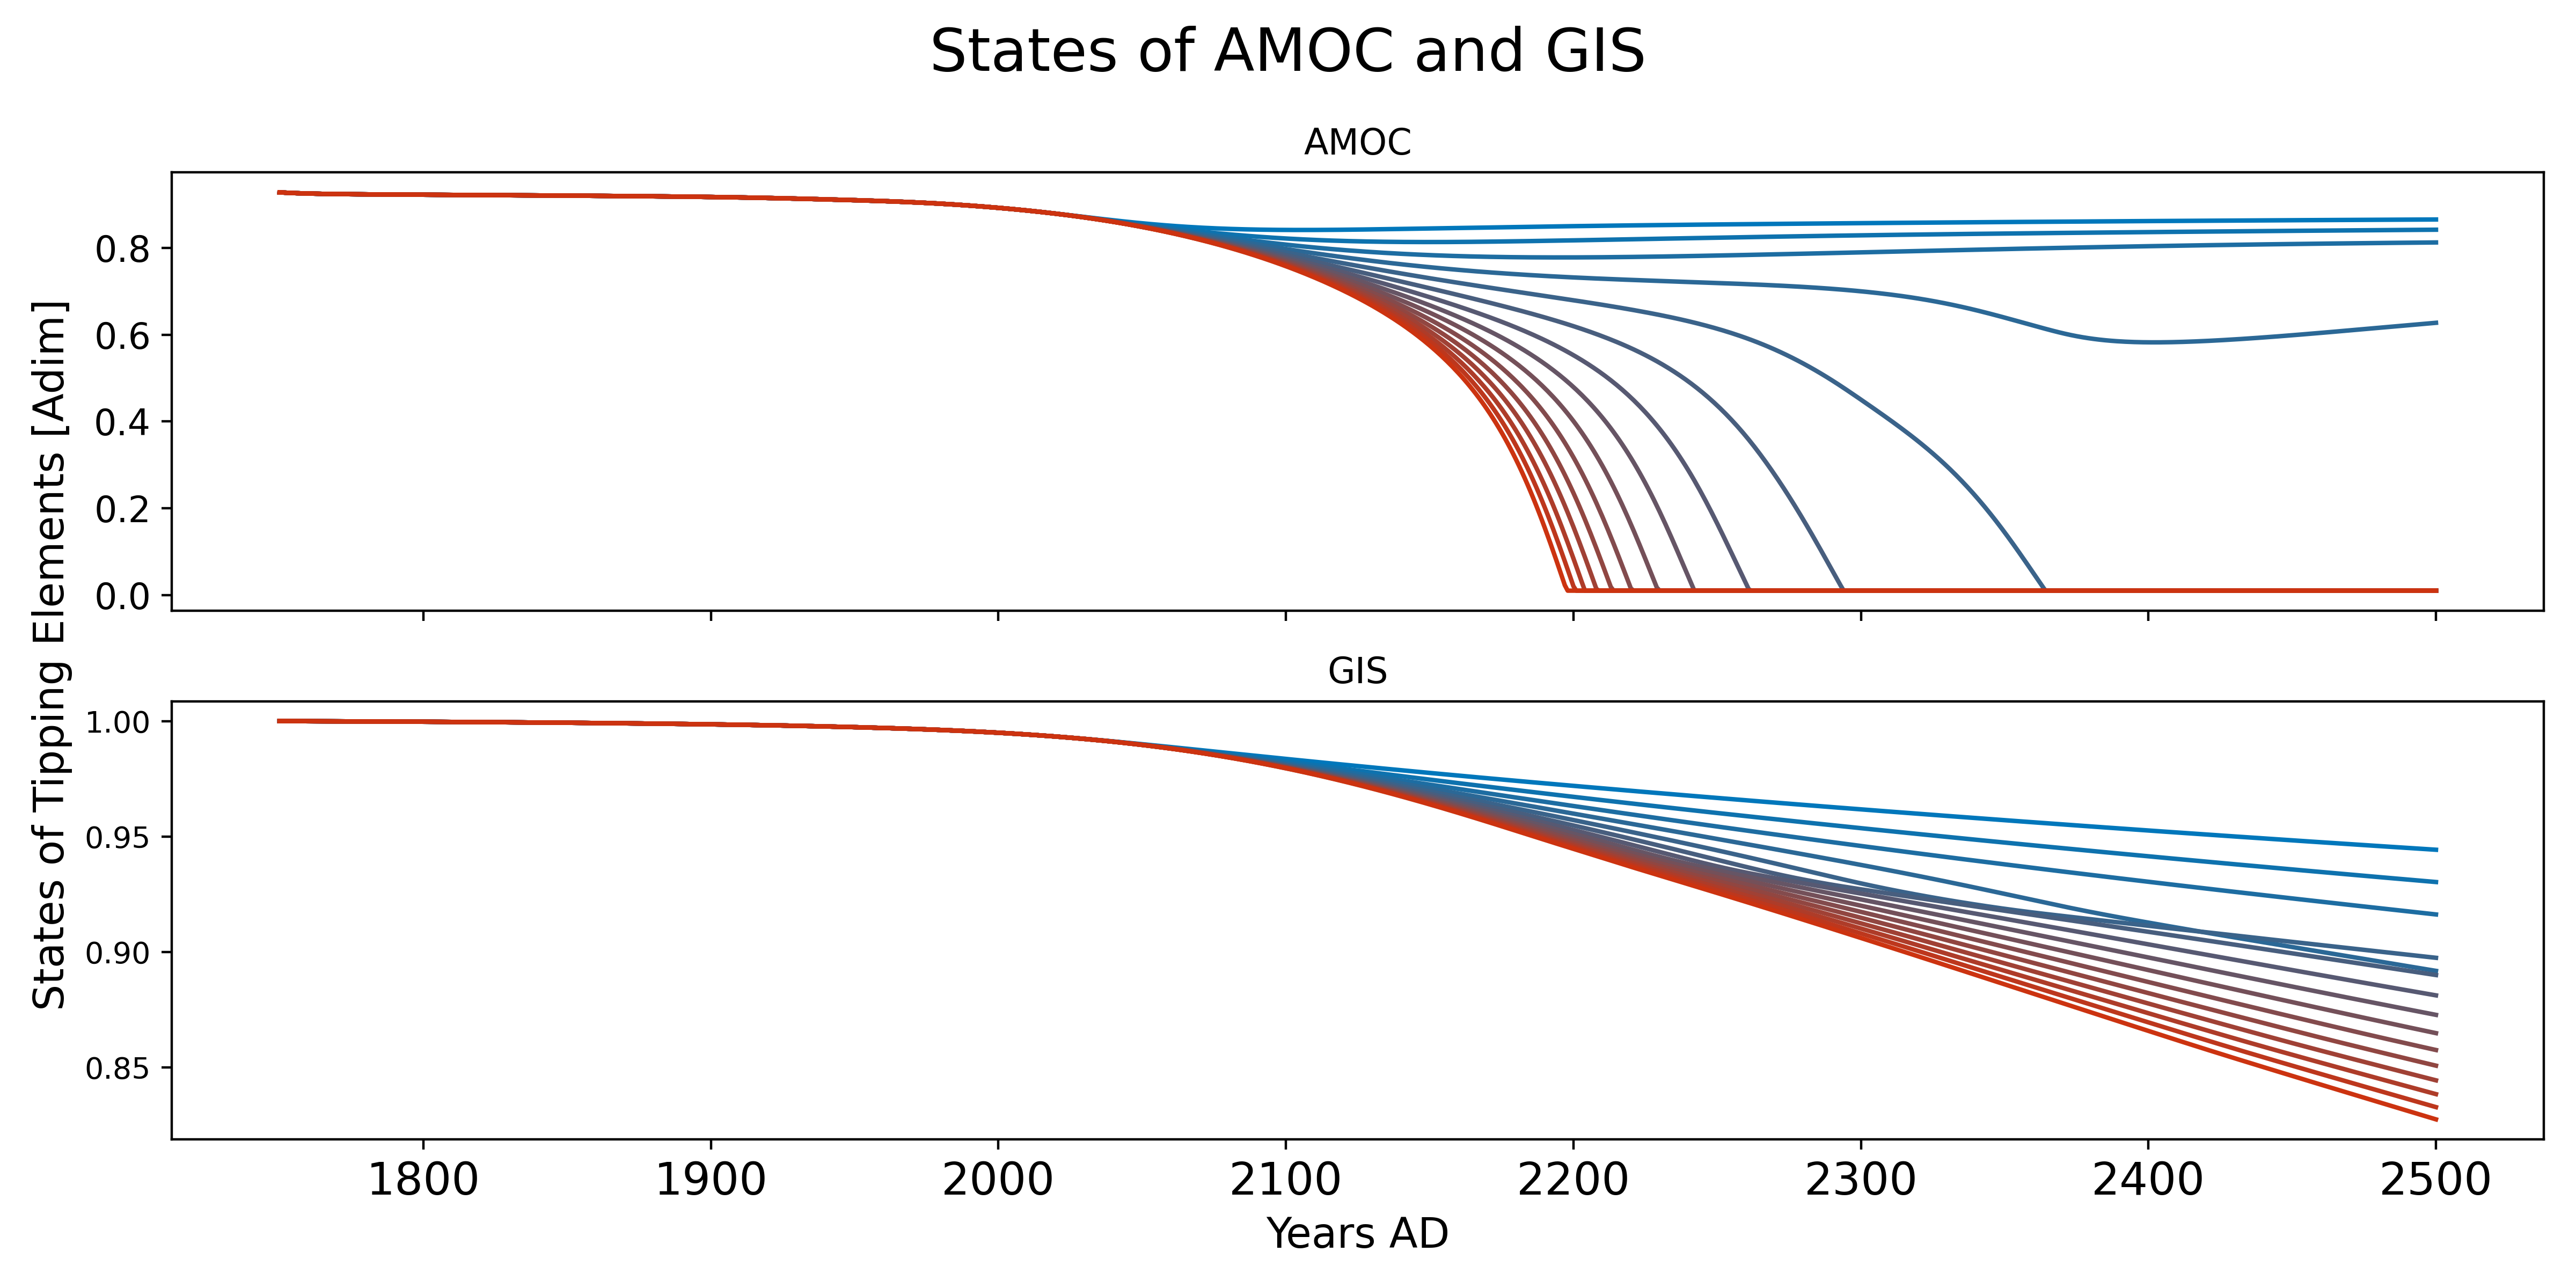 States of AMOC and GIS
AMOC
States of Tipping Elements [Adim]
0.8
0.6
0.4
0.2
0.0
GIS
1.00
0.95
0.90
0.85
1800 1900 2000 2100 2200 2300 2400 2500
Years AD